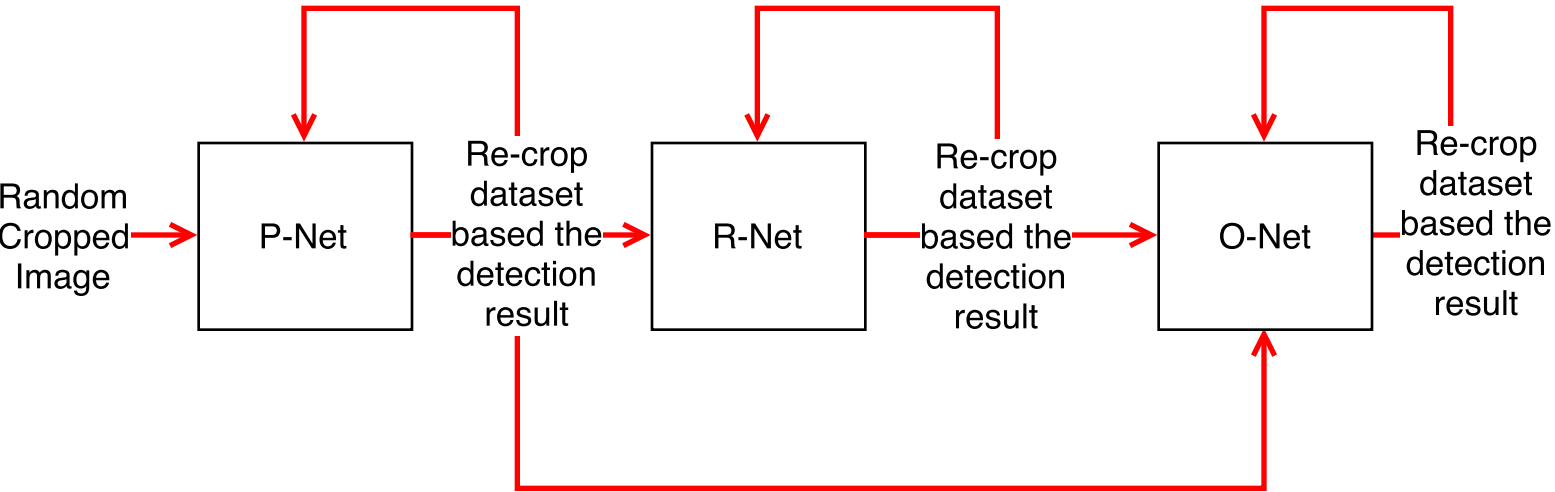 Random
Cropped
Image
P-Net
Re-crop
dataset
based the
detection
result
R-Net
Re-crop
dataset
based the
detection
result
O-Net
Re-crop
dataset
based the
detection
result